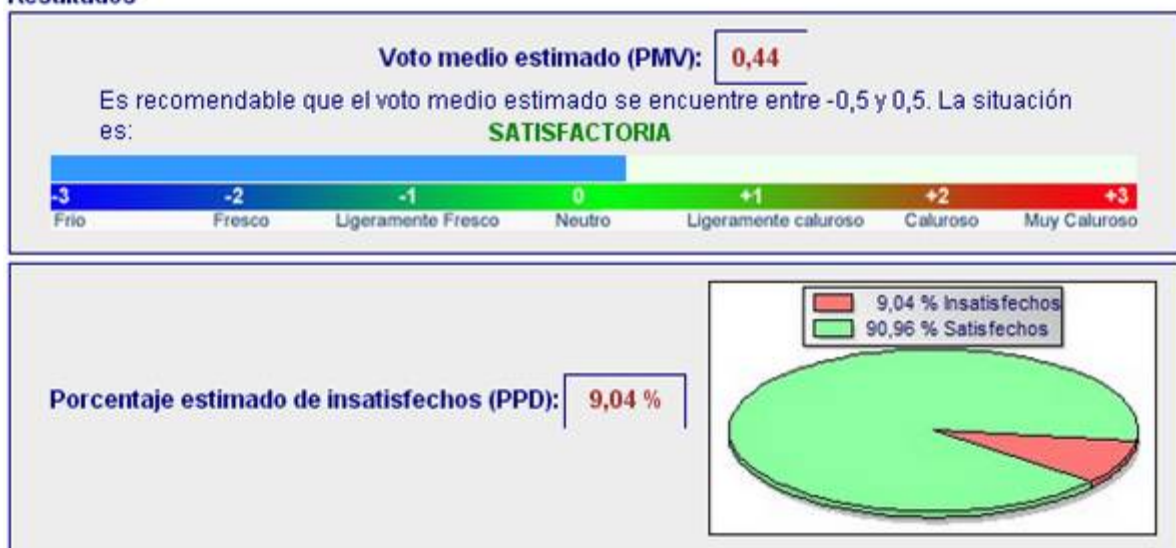 Resultados
Voto medio estimado (PMV): 0,44
Es recomendable que el voto medio estimado se encuentre entre -0,5 y 0,5. La situación
es: SATISFACTORIA
-3 -2 -1 0 +1 +2 +3
Frio Fresco Ligeramente Fresco Neutro Ligeramente caluroso Caluroso Muy Caluroso
9,04 % Insatisfechos
90,96 % Satisfechos
Porcentaje estimado de insatisfechos (PPD): 9,04 %